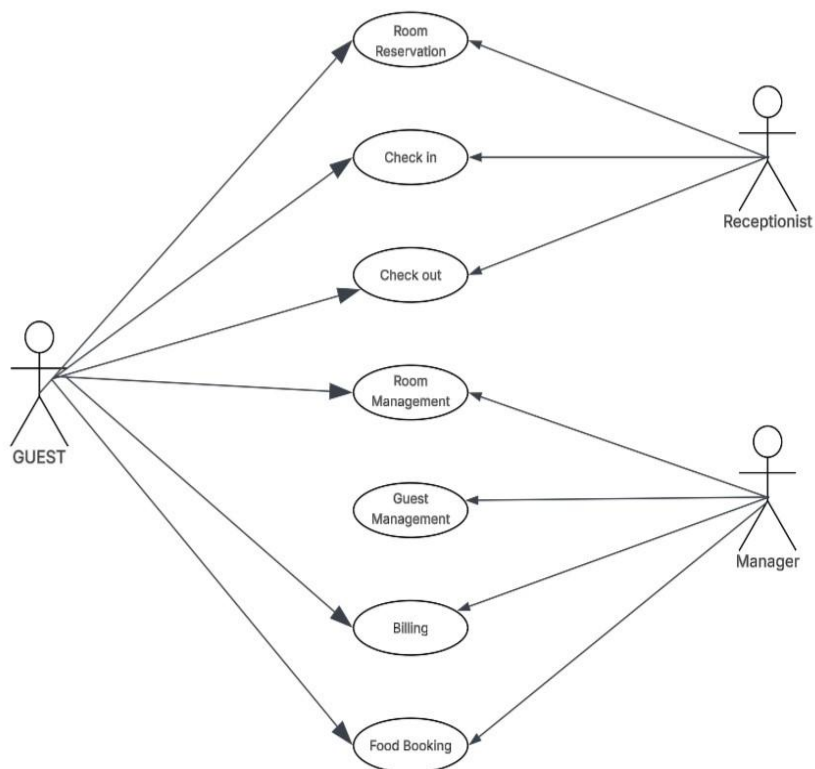 Room
Reservation
Check in
Receptionist
Check out
Room
Management
GUEST
Guest
Management
Manager
Billing
Food Booking